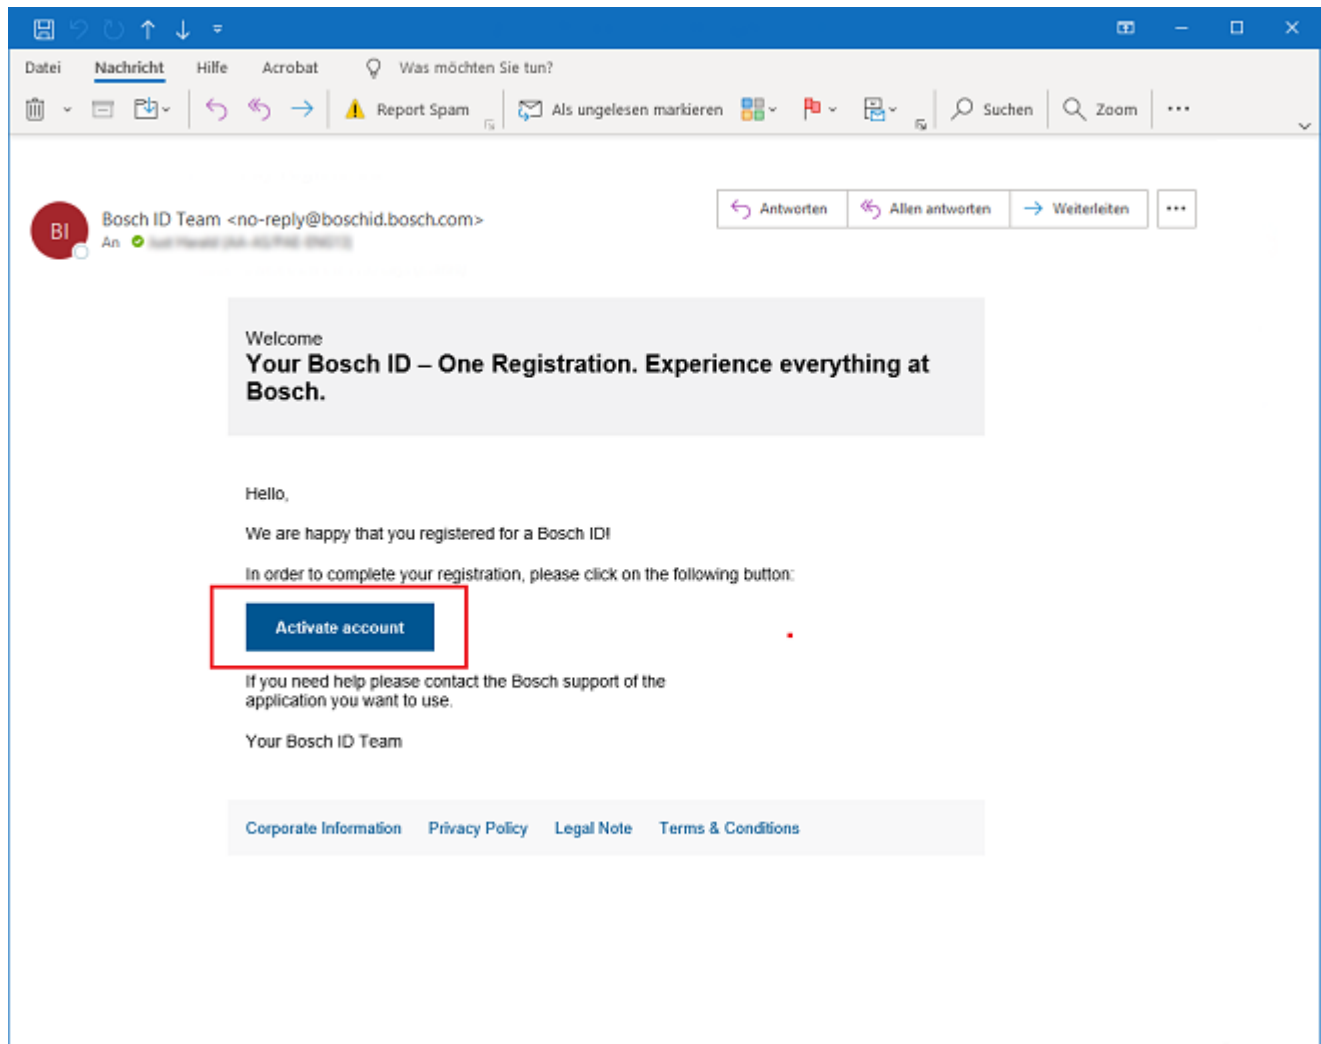 Datei Nachricht Hilfe Acrobat Was möchten Sie tun?
Report Spam Als ungelesen markieren Suchen Zoom
BI
Bosch ID Team <no-reply@boschid.bosch.com>
An
Antworten Allen antworten Weiterleiten
Welcome
Your Bosch ID – One Registration. Experience everything at
Bosch.
Hello,
We are happy that you registered for a Bosch ID!
In order to complete your registration, please click on the following button:
Activate account
If you need help please contact the Bosch support of the
application you want to use.
Your Bosch ID Team
Corporate Information Privacy Policy Legal Note Terms & Conditions